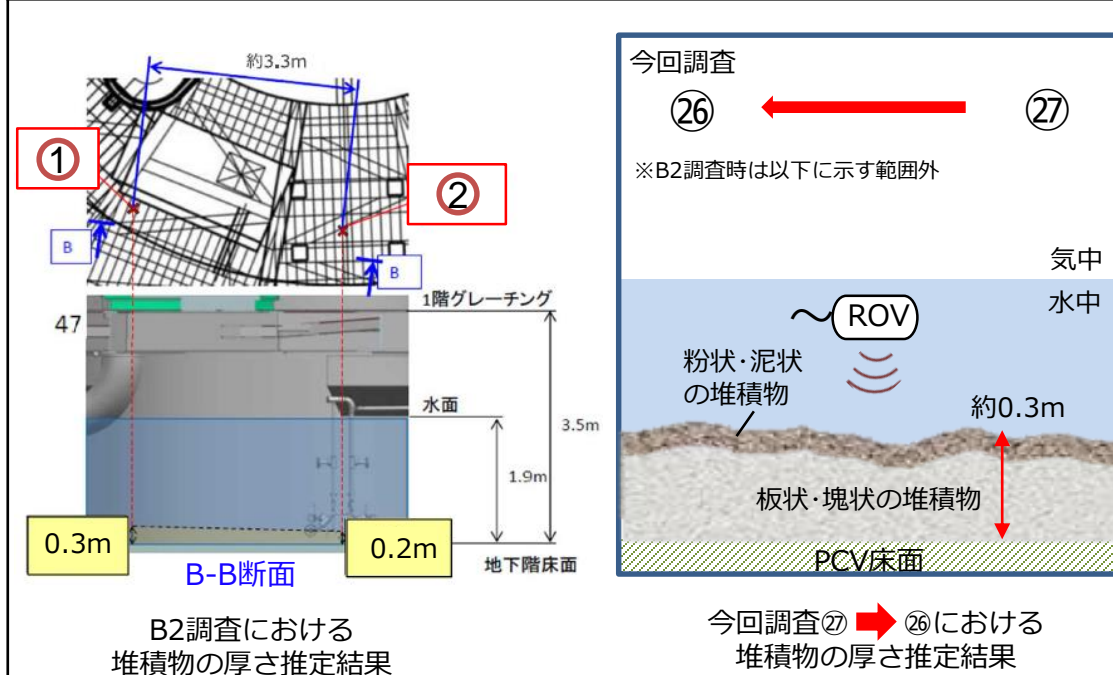 約3.3m
①
②
B
B
1階グレーチング
47
水面
3.5m
1.9m
0.3m
0.2m
地下階床面
B-B断面
B2調査における
堆積物の厚さ推定結果
今回調査
㉖
㉗
※B2調査時は以下に示す範囲外
気中
水中
ROV
粉状・泥状
の堆積物
約0.3m
板状・塊状の堆積物
PCV床面
今回調査㉗ ➡ ㉖における
堆積物の厚さ推定結果